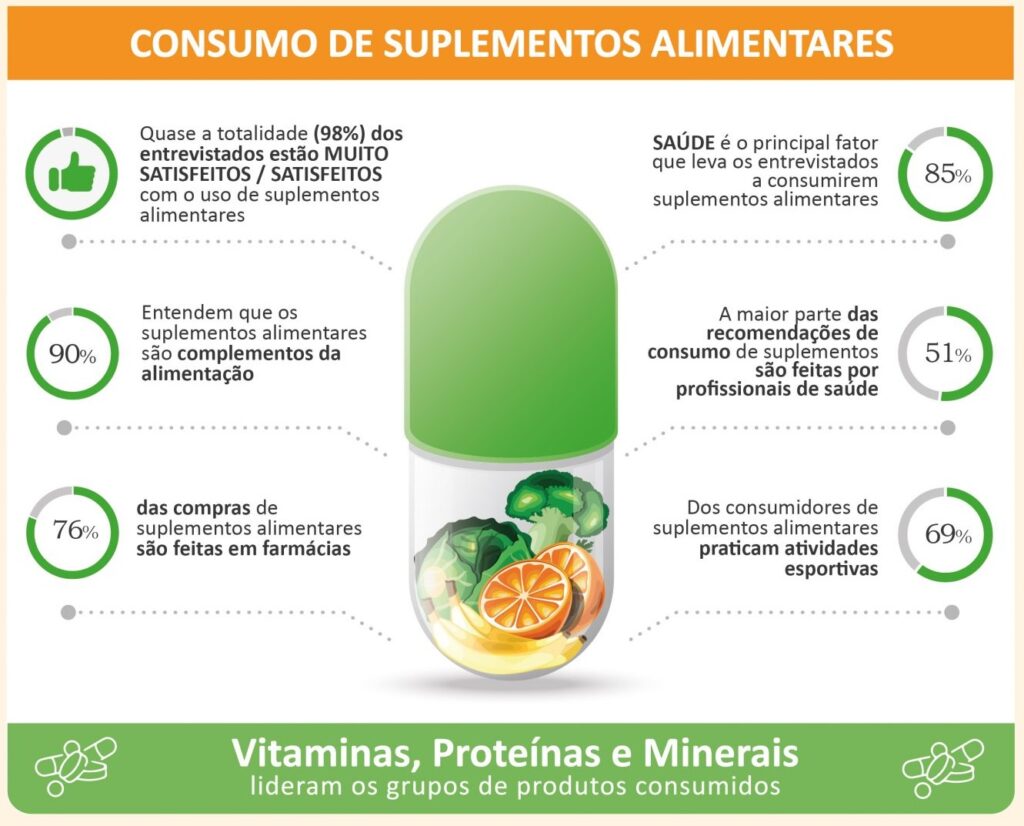 CONSUMO DE SUPLEMENTOS ALIMENTARES
Quase a totalidade (98%) dos
entrevistados estão MUITO
SATISFEITOS / SATISFEITOS
com o uso de suplementos
alimentares
SAÚDE é o principal fator
que leva os entrevistados
a consumirem
suplementos alimentares
85%
90%
Entendem que os
suplementos alimentares
são complementos da
alimentação
A maior parte das
recomendações de
consumo de suplementos
são feitas por
profissionais de saúde
51%
76%
das compras de
suplementos alimentares
são feitas em farmácias
Dos consumidores de
suplementos alimentares
praticam atividades
esportivas
69%
Vitaminas, Proteínas e Minerais
lideram os grupos de produtos consumidos